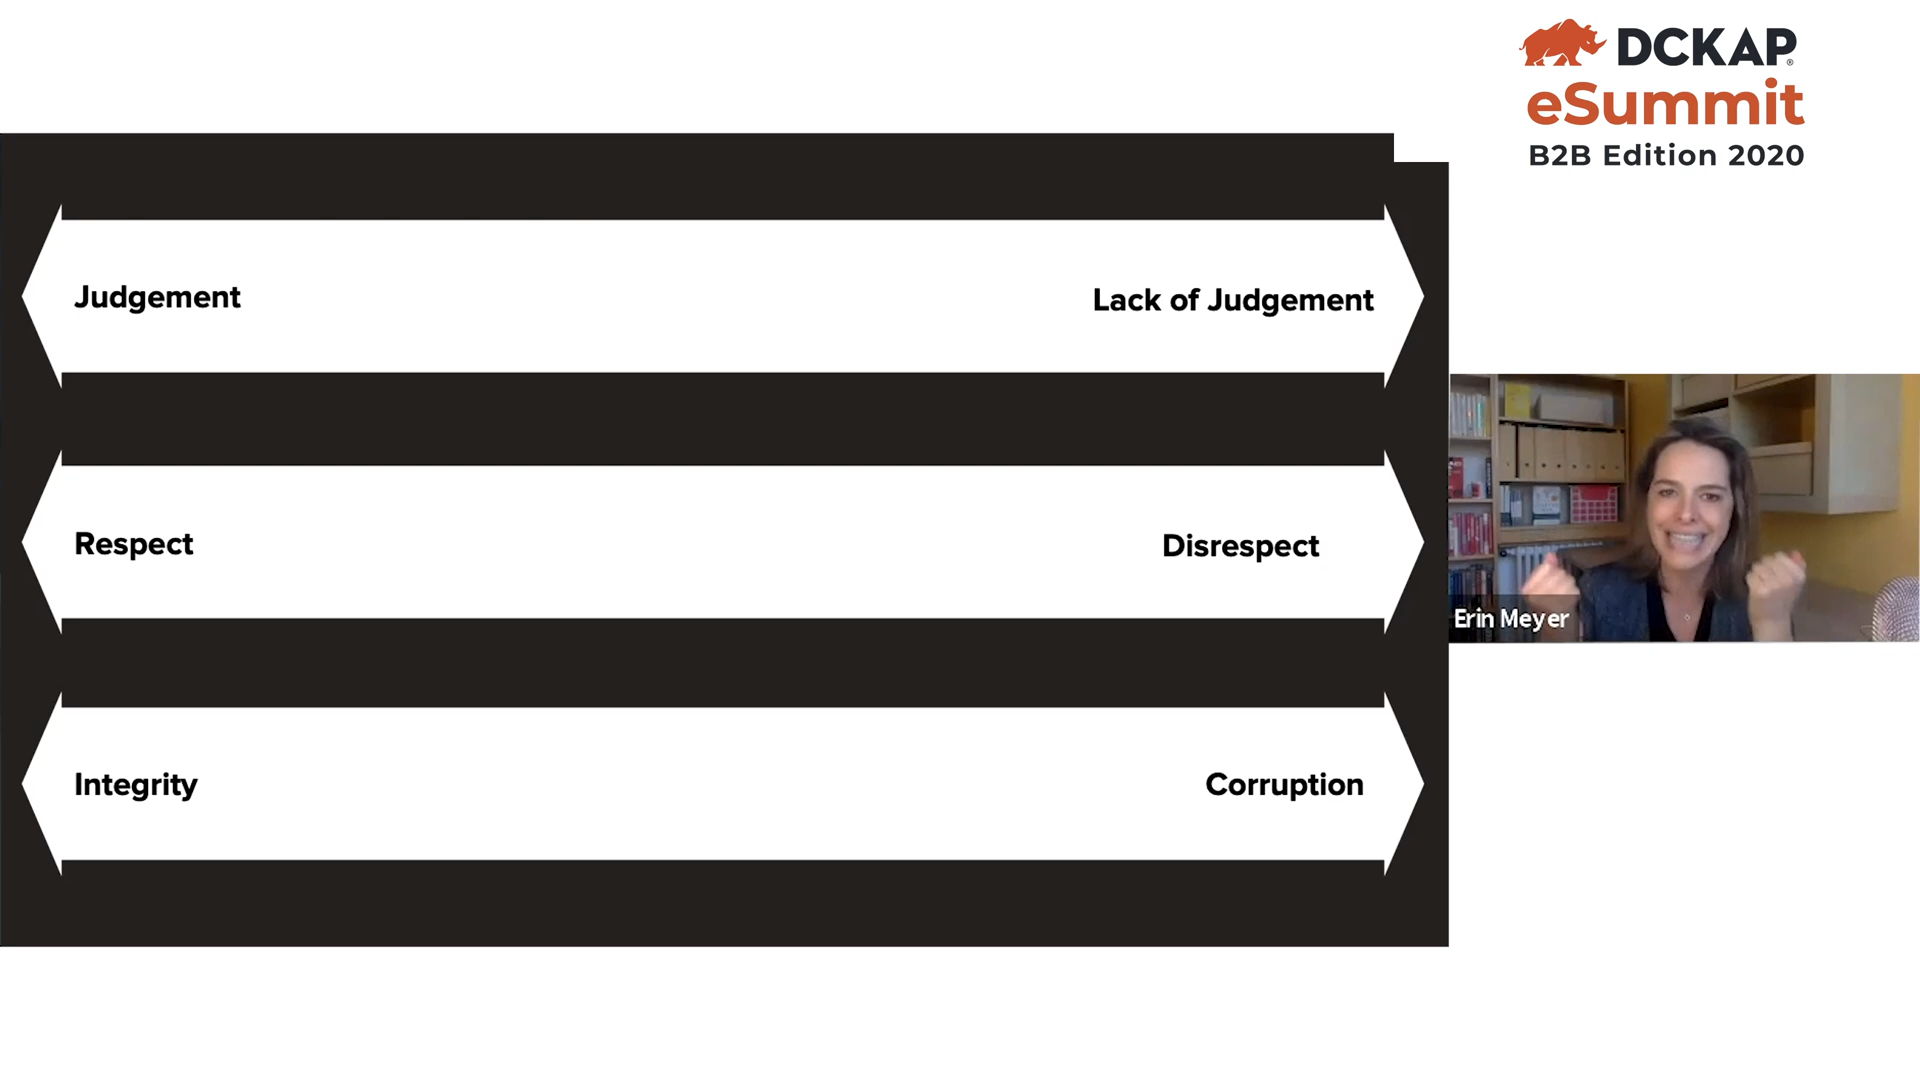 DCKAP®
eSummit
B2B Edition 2020
Judgement
Lack of Judgement
Respect
Disrespect
Integrity
Corruption
Erin Meyer